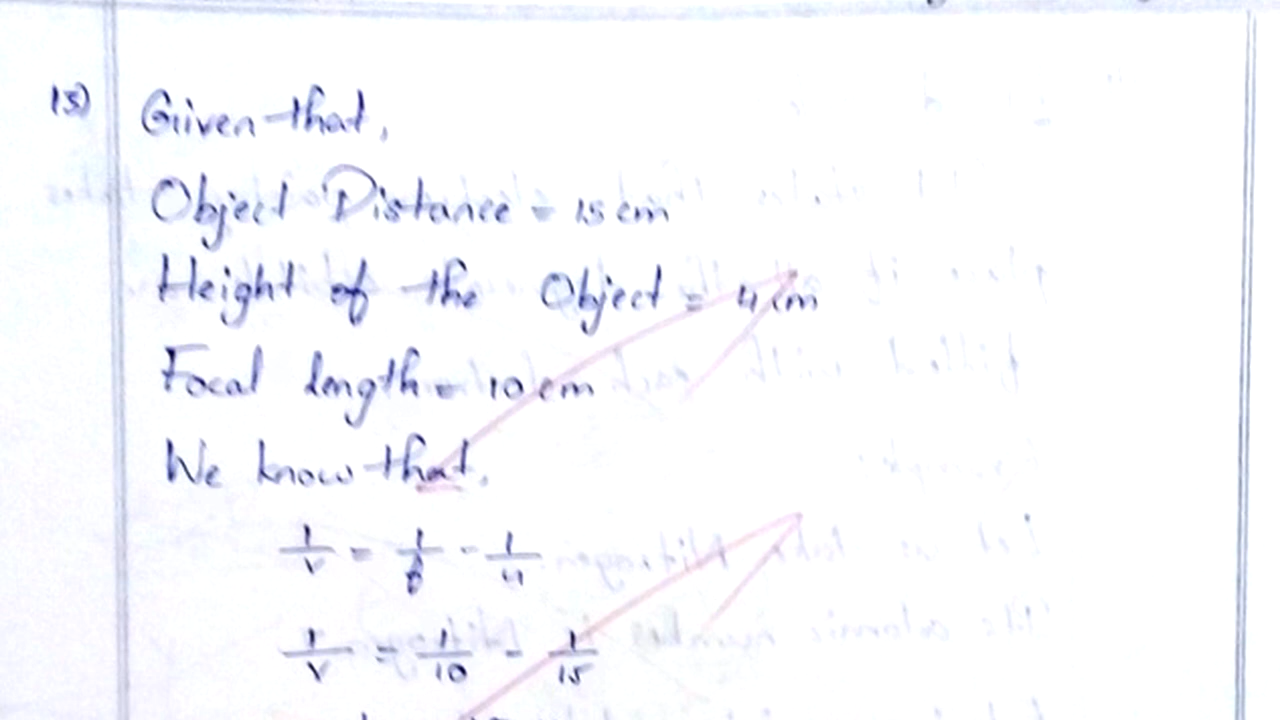 15) Given that,
Object Distance = 15 cm
Height of the Object = 4 cm
Focal length = 10 cm
We know that,
1/v = 1/f - 1/u
1/v = 1/10 - 1/15